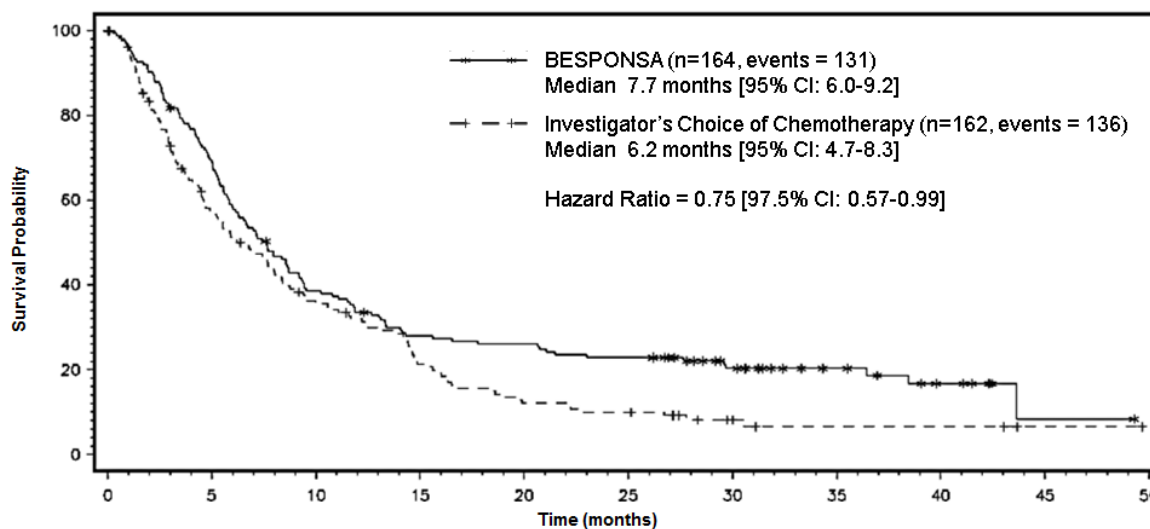 100
80
60
40
20
0
Survival Probability
BESPONSA (n=164, events = 131)
Median 7.7 months [95% CI: 6.0-9.2]
Investigator's Choice of Chemotherapy (n=162, events = 136)
Median 6.2 months [95% CI: 4.7-8.3]
Hazard Ratio = 0.75 [97.5% CI: 0.57-0.99]
0 5 10 15 20 25 30 35 40 45 50
Time (months)